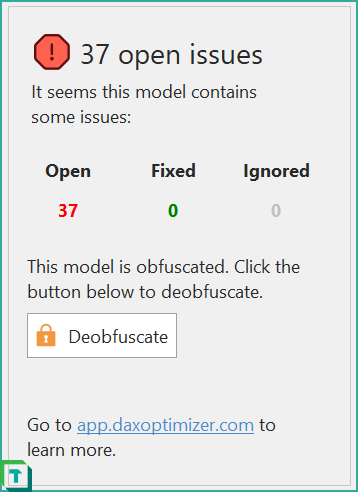 37 open issues
It seems this model contains
some issues:
Open Fixed Ignored
37 0 0
This model is obfuscated. Click the
button below to deobfuscate.
Deobfuscate
Go to app.daxoptimizer.com to
learn more.
T